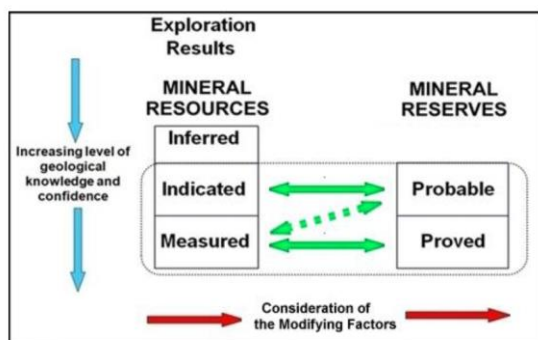 Exploration
Results
MINERAL
RESOURCES
MINERAL
RESERVES
Increasing level of
geological
knowledge and
confidence
Inferred
Indicated
Probable
Measured
Proved
Consideration of
the Modifying Factors